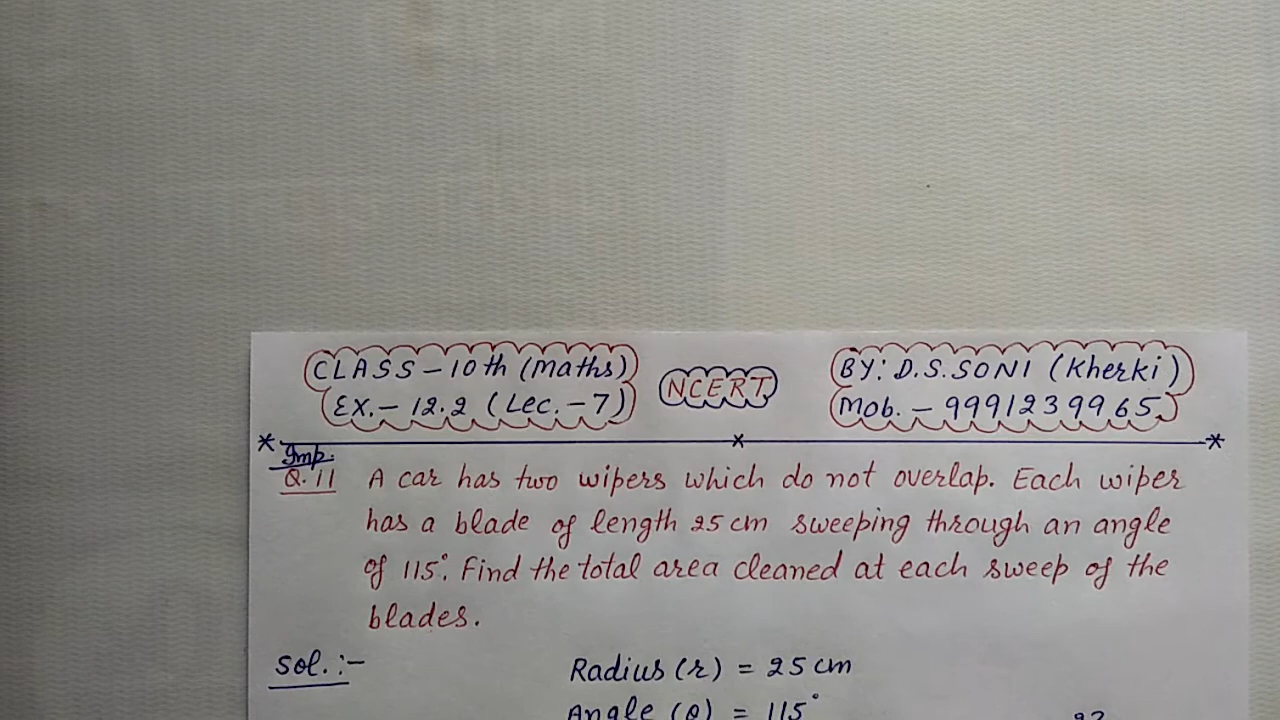 CLASS-10th (Maths)
EX.- 12.2 (Lec.-7)
NCERT
BY: D.S.SONI (Kherki)
Mob. - 9991239965
Imp.
Q.11 A car has two wipers which do not overlap. Each wiper
has a blade of length 25 cm sweeping through an angle
of 115°. Find the total area cleaned at each sweep of the
blades.
Sol.:-
Radius (r) = 25 cm
Angle (θ) = 115°